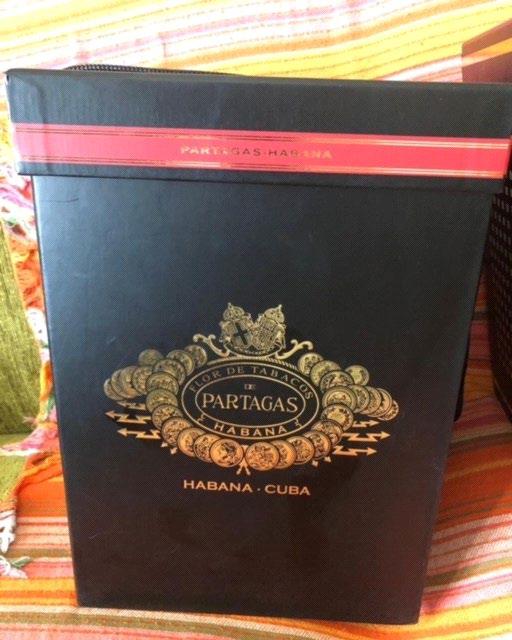 PARTAGAS·HABANA
FLOR DE TABACOS
DE
PARTAGAS
HABANA
HABANA · CUBA